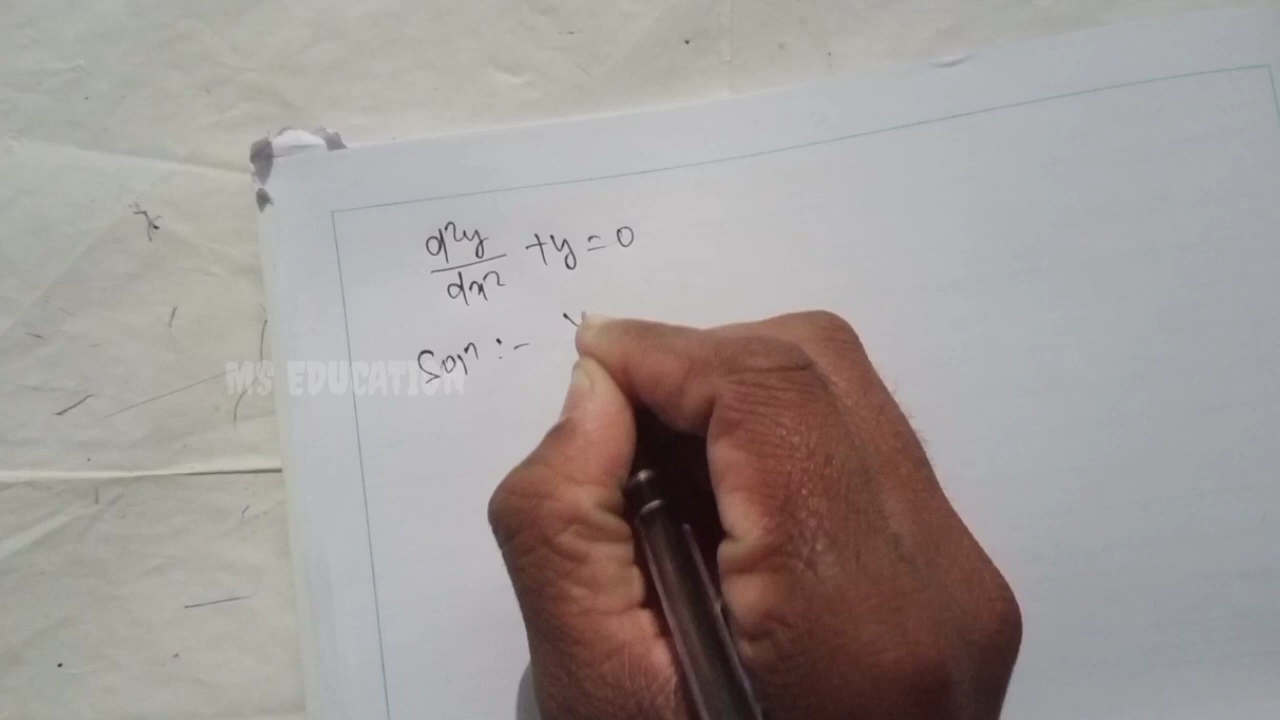 d²y/dx² + y = 0
Solⁿ :-
MS EDUCATION